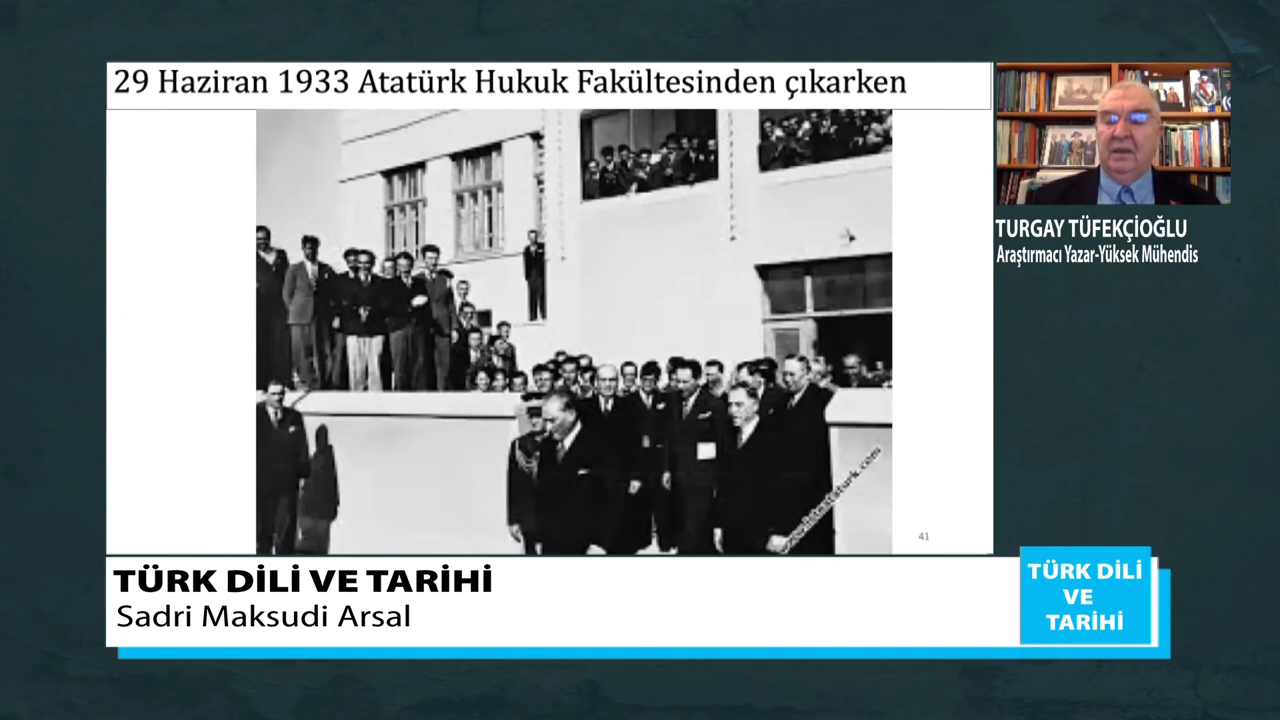 29 Haziran 1933 Atatürk Hukuk Fakültesinden çıkarken
TURGAY TÜFEKÇİOĞLU
Araştırmacı Yazar-Yüksek Mühendis
41
TÜRK DİLİ VE TARİHİ
Sadri Maksudi Arsal
TÜRK DİLİ
VE
TARİHİ